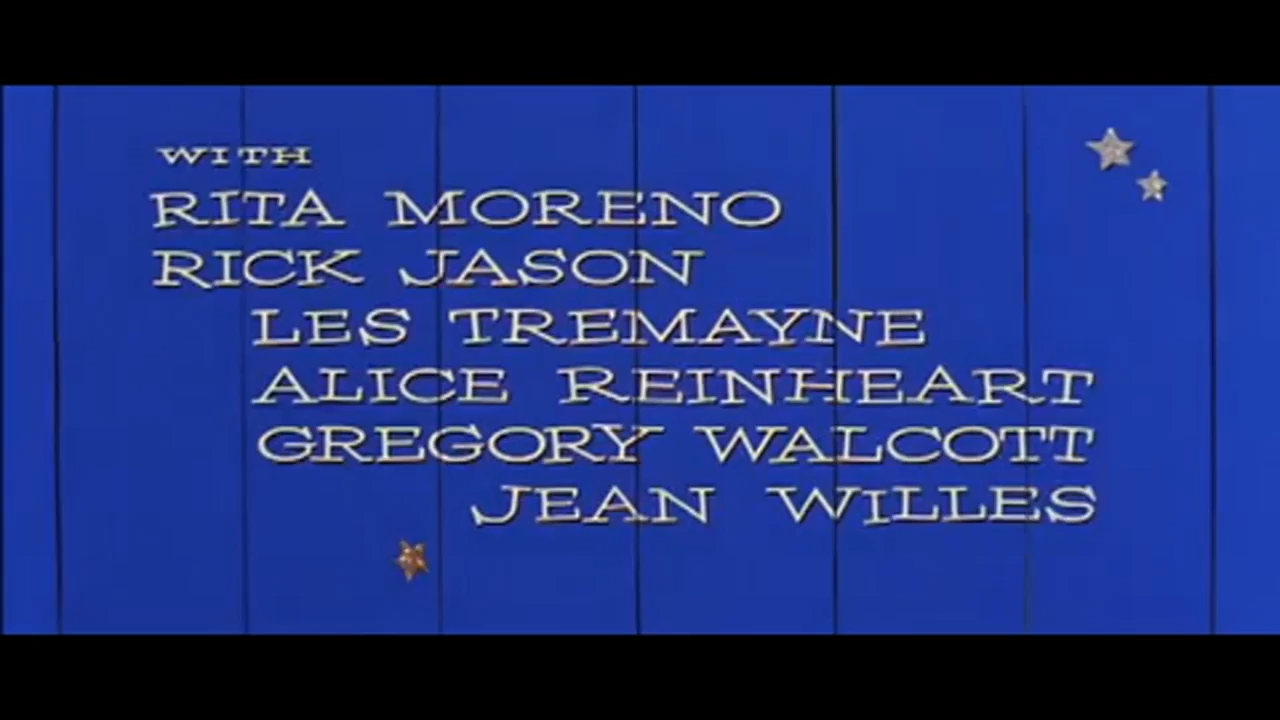 WITH
RITA MORENO
RICK JASON
LES TREMAYNE
ALICE REINHEART
GREGORY WALCOTT
JEAN WILLES